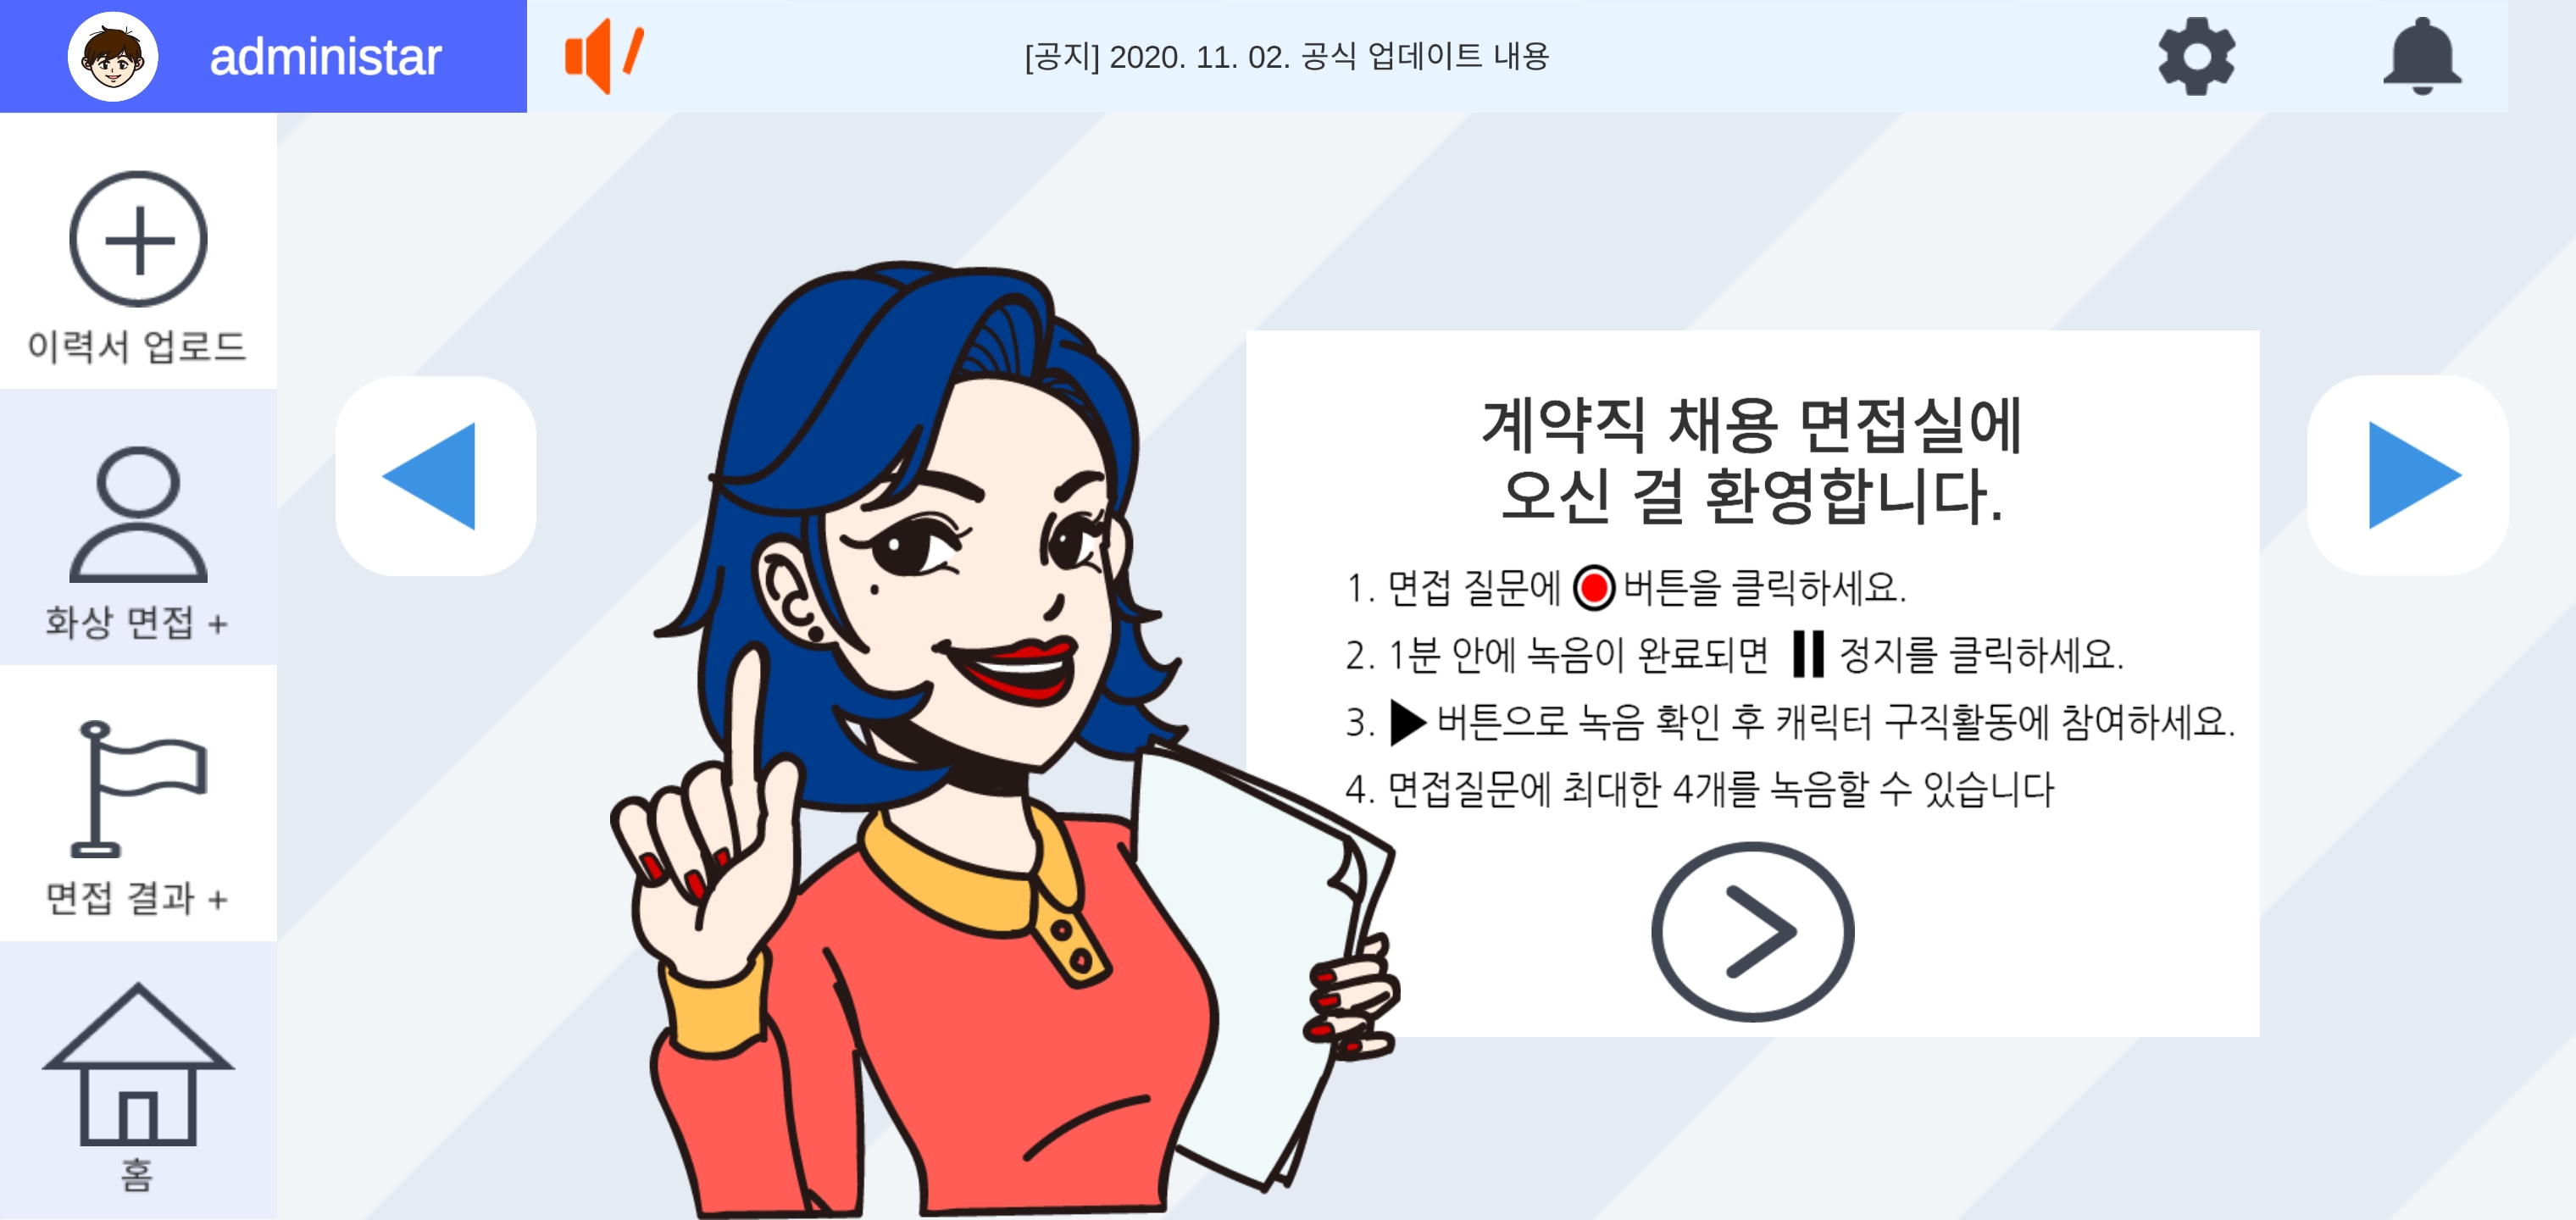 administar
[공지] 2020. 11. 02. 공식 업데이트 내용
이력서 업로드
화상 면접 +
면접 결과 +
홈
계약직 채용 면접실에
오신 걸 환영합니다.
1. 면접 질문에 버튼을 클릭하세요.
2. 1분 안에 녹음이 완료되면 정지를 클릭하세요.
3. 버튼으로 녹음 확인 후 캐릭터 구직활동에 참여하세요.
4. 면접질문에 최대한 4개를 녹음할 수 있습니다